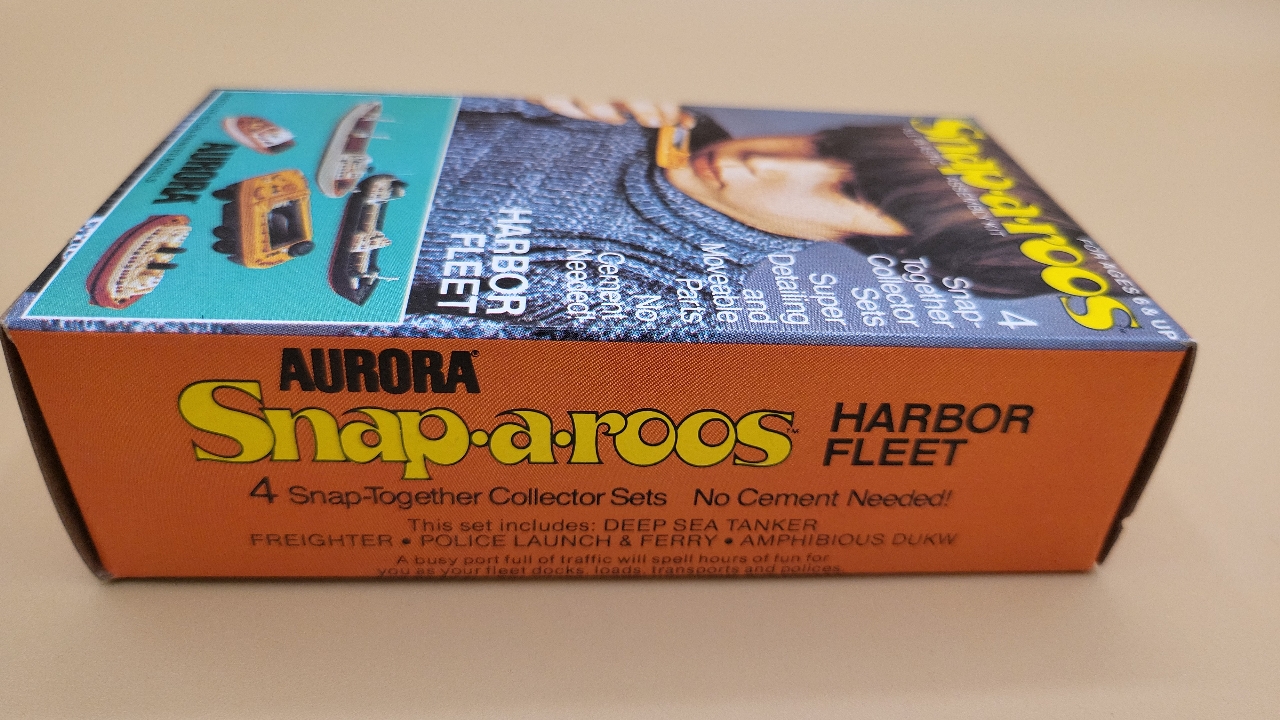 AURORA
Snap·a·roos™
HARBOR
FLEET
4 Snap-Together Collector Sets No Cement Needed!
This set includes: DEEP SEA TANKER
FREIGHTER • POLICE LAUNCH & FERRY • AMPHIBIOUS DUKW
A busy port full of traffic will spell hours of fun for
you as your fleet docks, loads, transports and polices.
Snap·a·roos
FOR AGES 6 & UP
4
Snap-
Together
Collector
Sets
Super
Detailing
and
Moveable
Parts
No
Cement
Needed
HARBOR
FLEET
AURORA